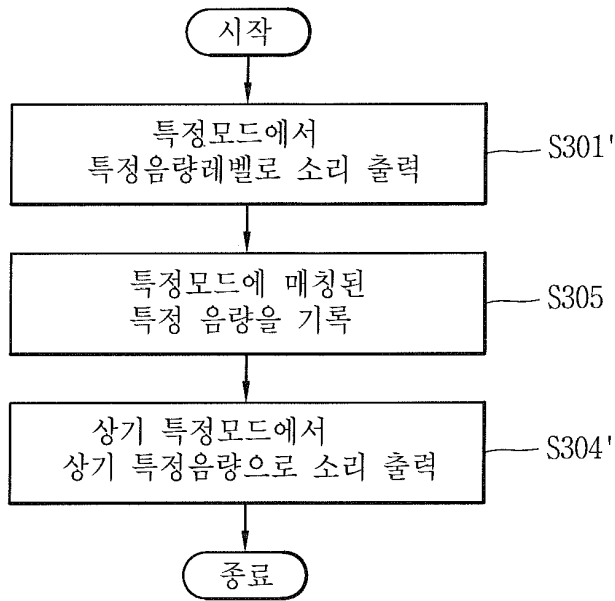 시작
특정모드에서
특정음량레벨로 소리 출력
S301'
특정모드에 매칭된
특정 음량을 기록
S305
상기 특정모드에서
상기 특정음량으로 소리 출력
S304'
종료